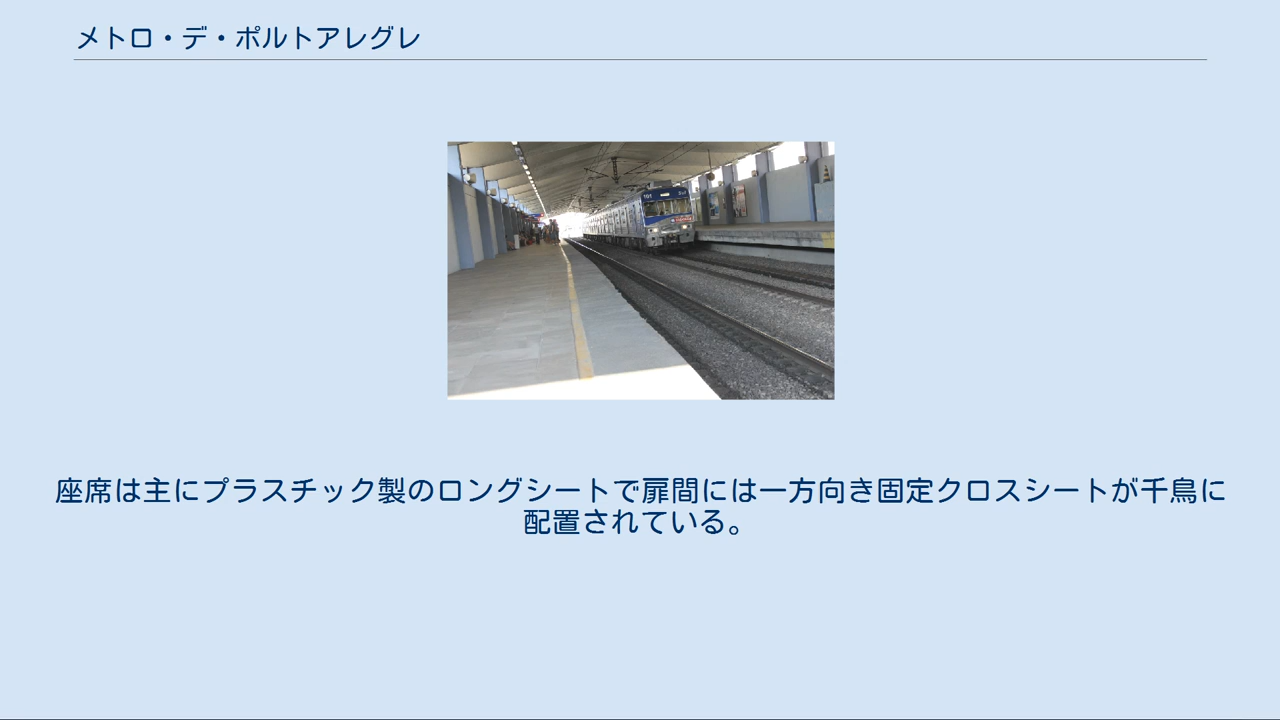 メトロ・デ・ポルトアレグレ
座席は主にプラスチック製のロングシートで扉間には一方向き固定クロスシートが千鳥に
配置されている。